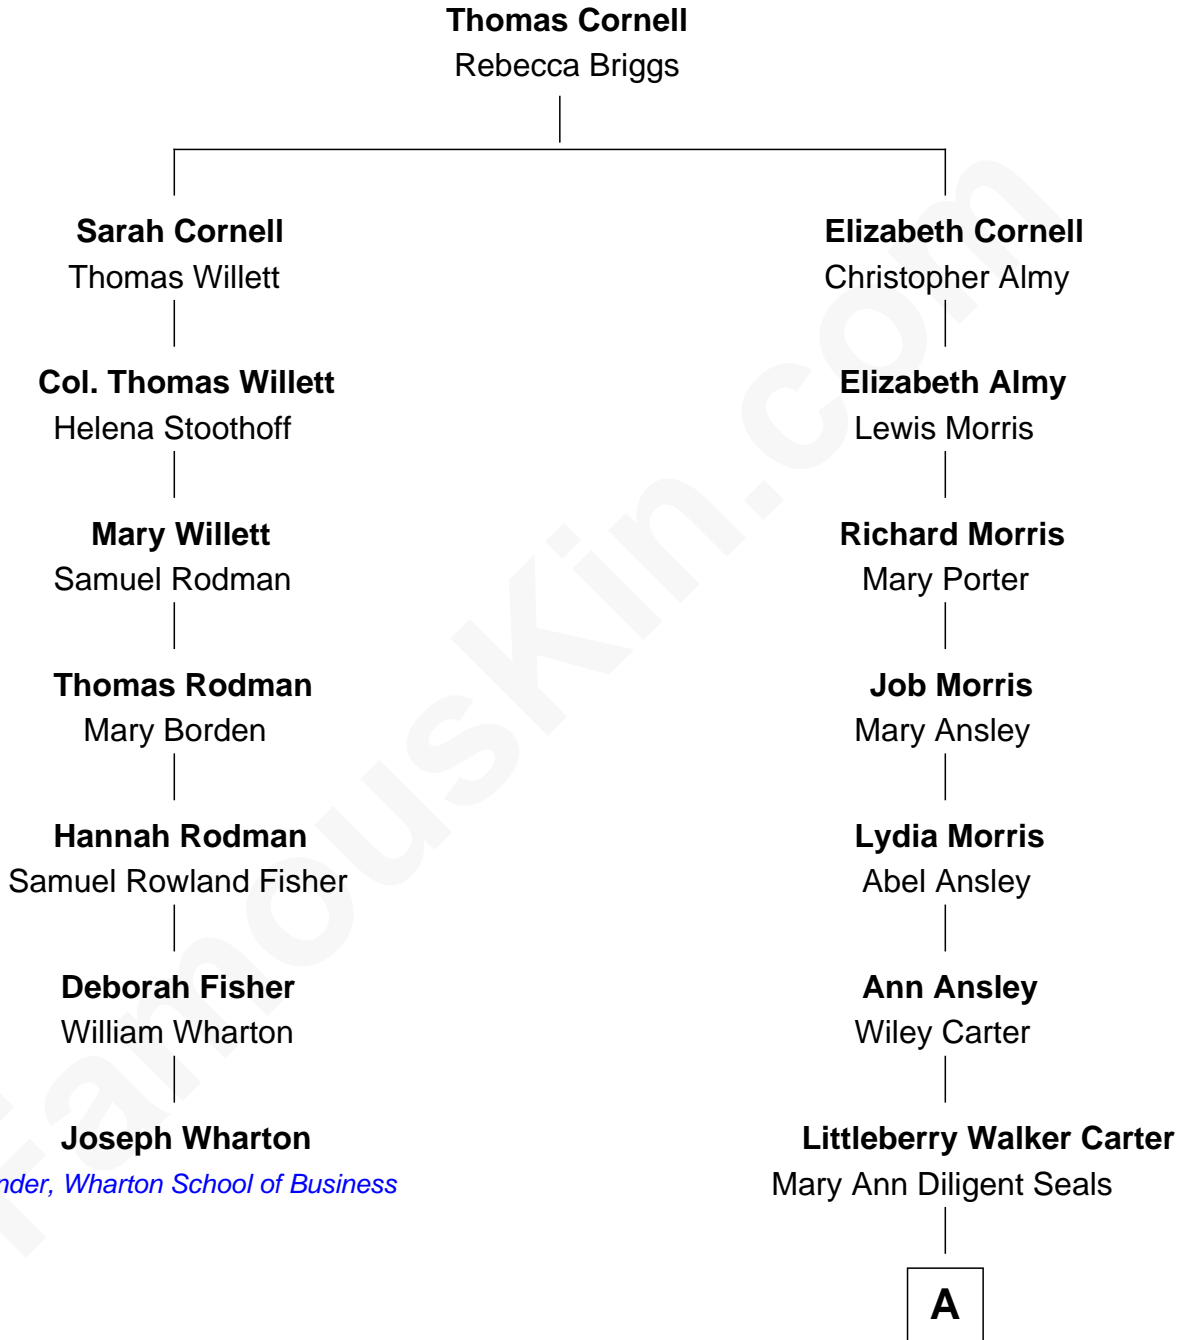 Thomas Cornell
Rebecca Briggs
Sarah Cornell
Thomas Willett
Elizabeth Cornell
Christopher Almy
Col. Thomas Willett
Helena Stoothoff
Elizabeth Almy
Lewis Morris
Mary Willett
Samuel Rodman
Richard Morris
Mary Porter
Thomas Rodman
Mary Borden
Job Morris
Mary Ansley
Hannah Rodman
Samuel Rowland Fisher
Lydia Morris
Abel Ansley
Deborah Fisher
William Wharton
Ann Ansley
Wiley Carter
Joseph Wharton
nder, Wharton School of Business
Littleberry Walker Carter
Mary Ann Diligent Seals
A
FamousKin.com